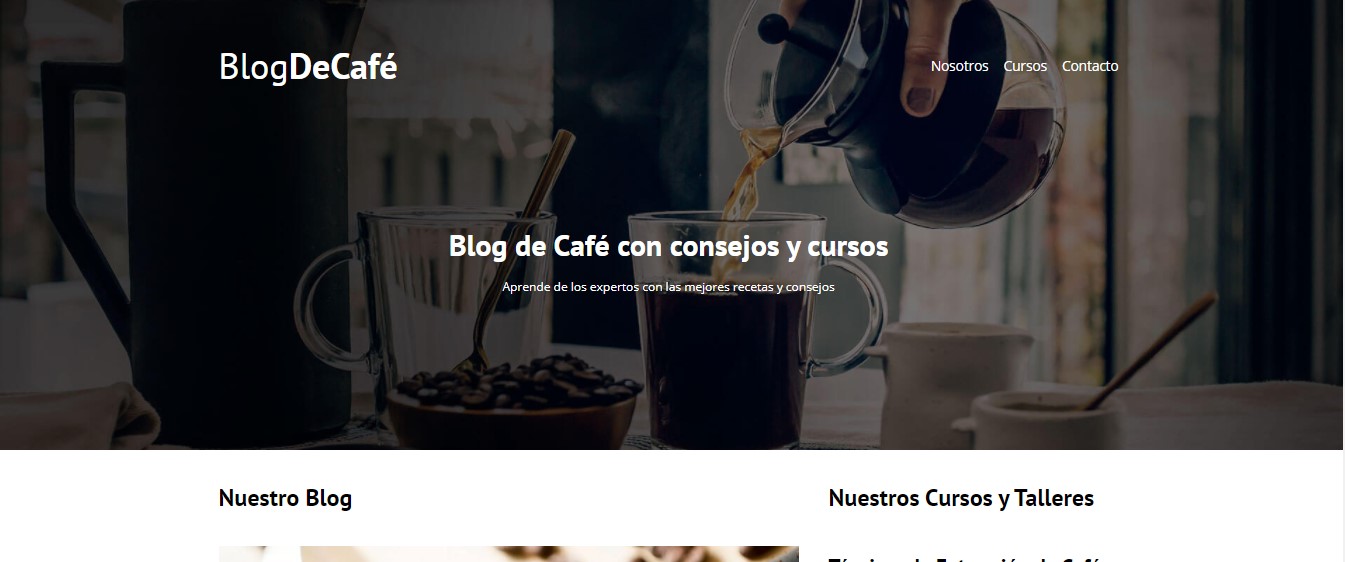 BlogDeCafé
Nosotros Cursos Contacto
Blog de Café con consejos y cursos
Aprende de los expertos con las mejores recetas y consejos
Nuestro Blog
Nuestros Cursos y Talleres